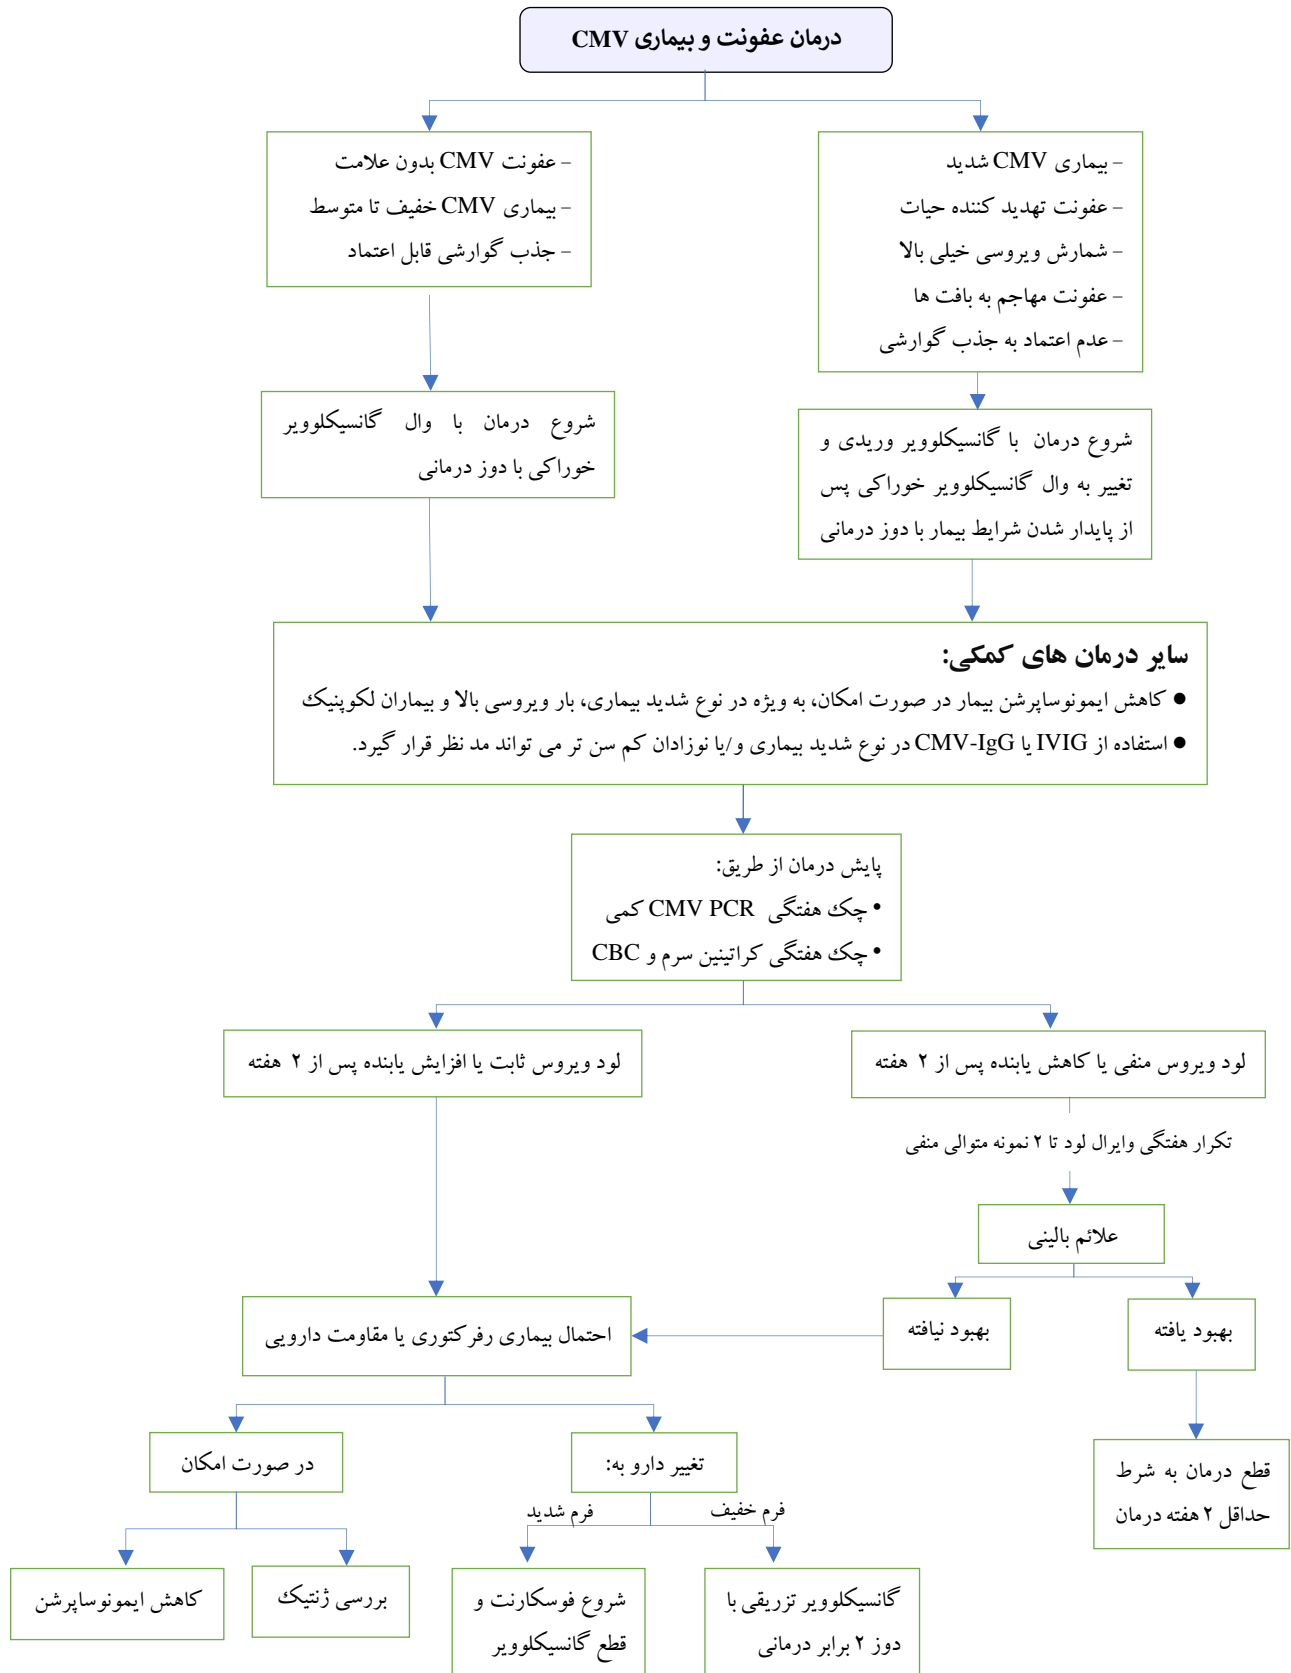 درمان عفونت و بیماری CMV
- بیماری CMV شدید
- عفونت تهدید کننده حیات
- شمارش ویروسی خیلی بالا
- عفونت مهاجم به بافت ها
- عدم اعتماد به جذب گوارشی
- عفونت CMV بدون علامت
- بیماری CMV خفیف تا متوسط
- جذب گوارشی قابل اعتماد
شروع درمان با گانسیکلوویر وریدی و
تغییر به وال گانسیکلوویر خوراکی پس
از پایدار شدن شرایط بیمار با دوز درمانی
شروع درمان با وال گانسیکلوویر
خوراکی با دوز درمانی
سایر درمان های کمکی:
● کاهش ایمونوساپرشن بیمار در صورت امکان، به ویژه در نوع شدید بیماری، بار ویروسی بالا و بیماران لکوپنیک
● استفاده از IVIG یا CMV-IgG در نوع شدید بیماری و/یا نوزادان کم سن تر می تواند مد نظر قرار گیرد.
پایش درمان از طریق:
• چک هفتگی CMV PCR کمی
• چک هفتگی کراتینین سرم و CBC
لود ویروس منفی یا کاهش یابنده پس از ۲ هفته
لود ویروس ثابت یا افزایش یابنده پس از ۲ هفته
تکرار هفتگی وایرال لود تا ۲ نمونه متوالی منفی
علائم بالینی
بهبود یافته
بهبود نیافته
احتمال بیماری رفرکتوری یا مقاومت دارویی
قطع درمان به شرط
حداقل ۲ هفته درمان
تغییر دارو به:
در صورت امکان
فرم خفیف
فرم شدید
گانسیکلوویر تزریقی با
دوز ۲ برابر درمانی
شروع فوسکارنت و
قطع گانسیکلوویر
بررسی ژنتیک
کاهش ایمونوساپرشن